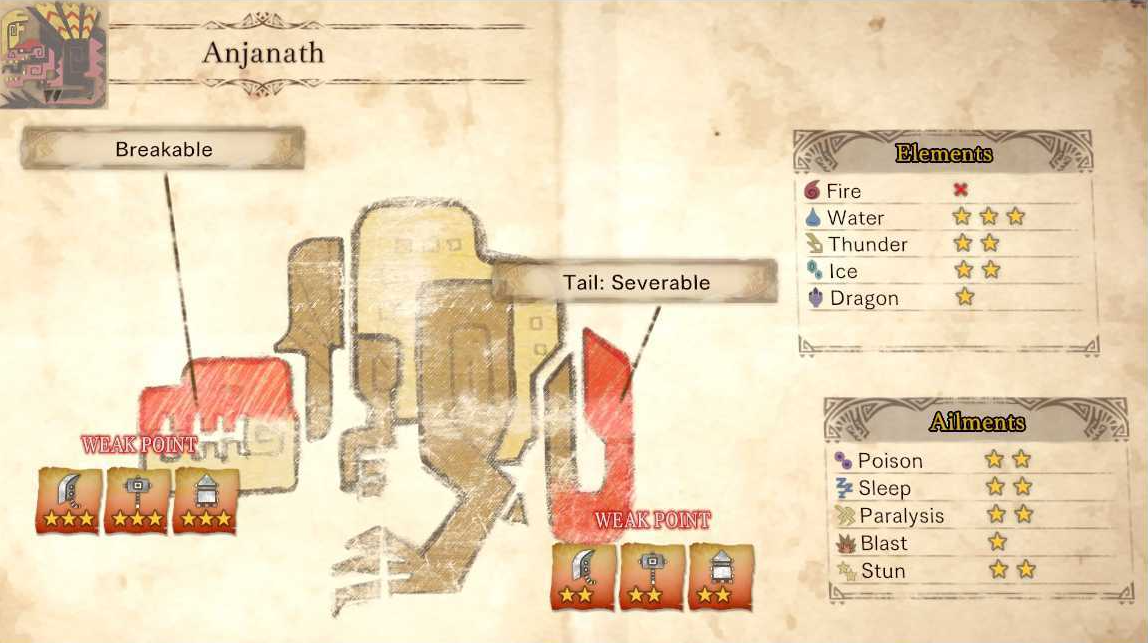 Anjanath
Breakable
Tail: Severable
WEAK POINT
WEAK POINT
Elements
Fire
Water
Thunder
Ice
Dragon
Ailments
Poison
Sleep
Paralysis
Blast
Stun